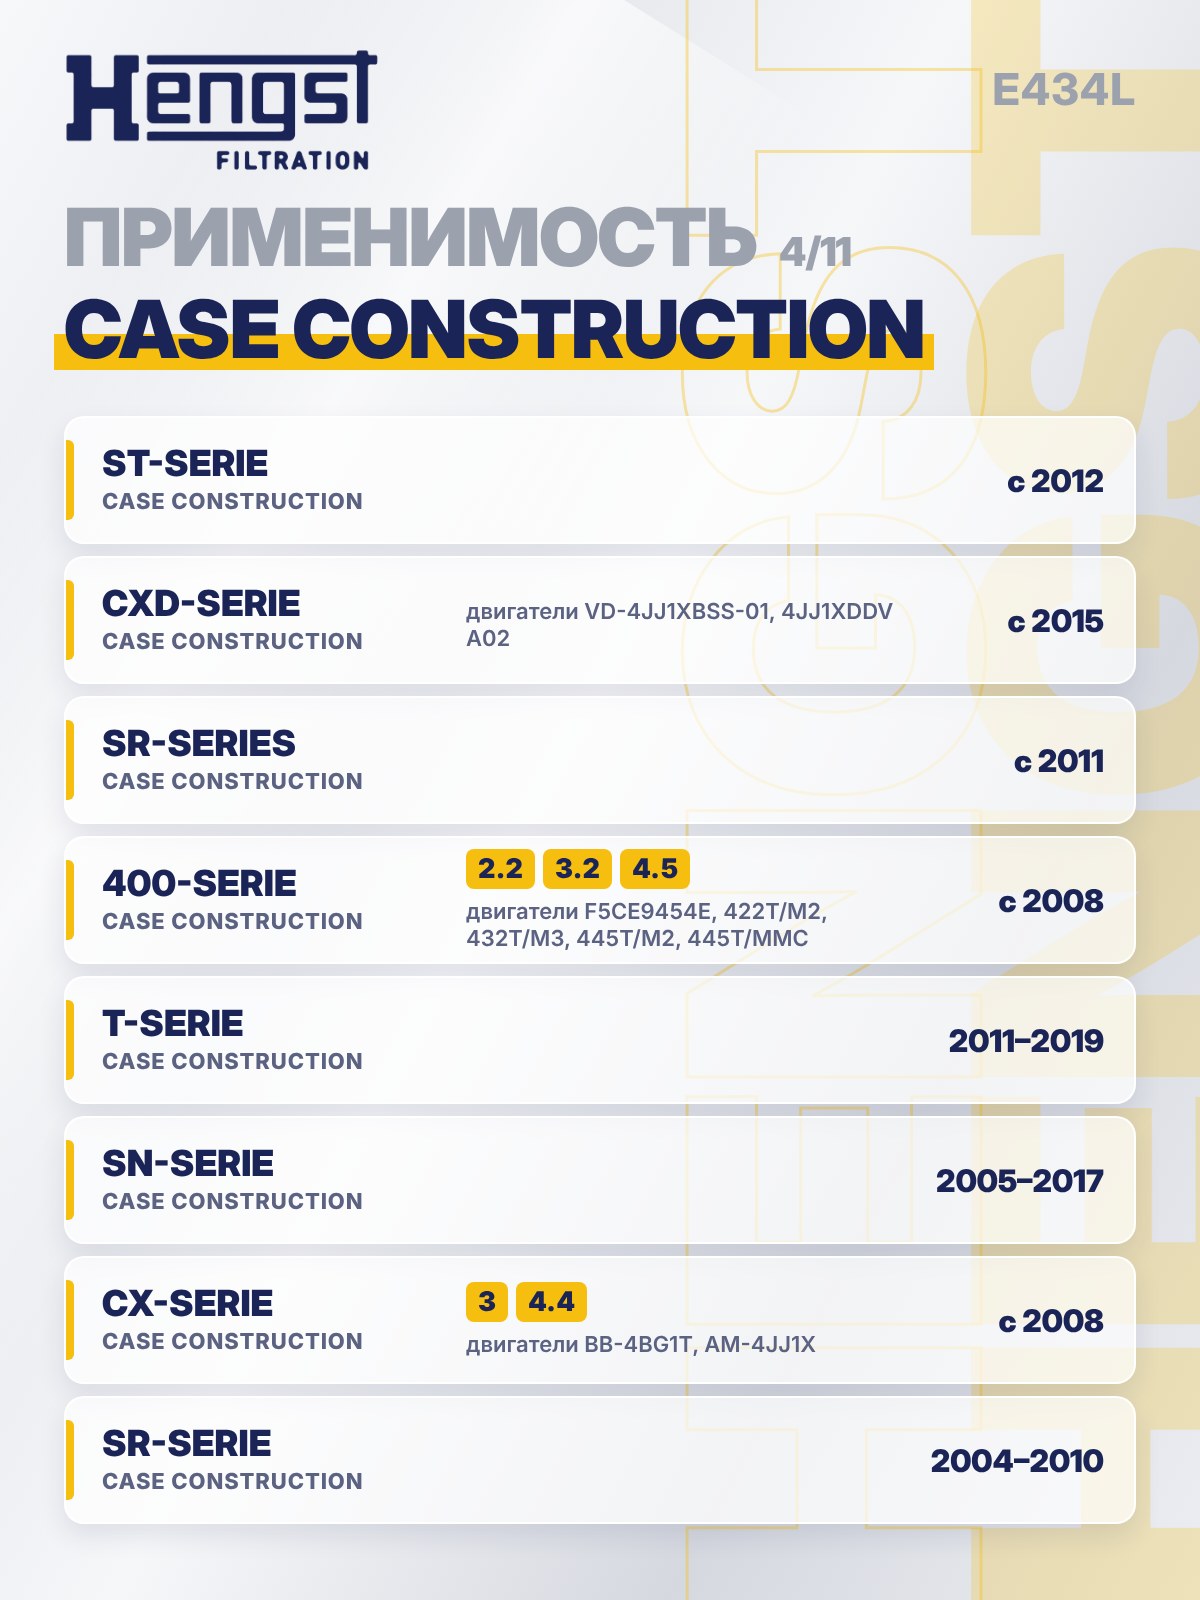 Hengst
FILTRATION
E434L
ПРИМЕНИМОСТЬ 4/11
CASE CONSTRUCTION
ST-SERIE
CASE CONSTRUCTION
с 2012
CXD-SERIE
CASE CONSTRUCTION
двигатели VD-4JJ1XBSS-01, 4JJ1XDDV
A02
с 2015
SR-SERIES
CASE CONSTRUCTION
с 2011
400-SERIE
CASE CONSTRUCTION
2.2 3.2 4.5
двигатели F5CE9454E, 422T/M2,
432T/M3, 445T/M2, 445T/MMC
с 2008
T-SERIE
CASE CONSTRUCTION
2011–2019
SN-SERIE
CASE CONSTRUCTION
2005–2017
CX-SERIE
CASE CONSTRUCTION
3 4.4
двигатели BB-4BG1T, AM-4JJ1X
с 2008
SR-SERIE
CASE CONSTRUCTION
2004–2010
HENGST
HENGST